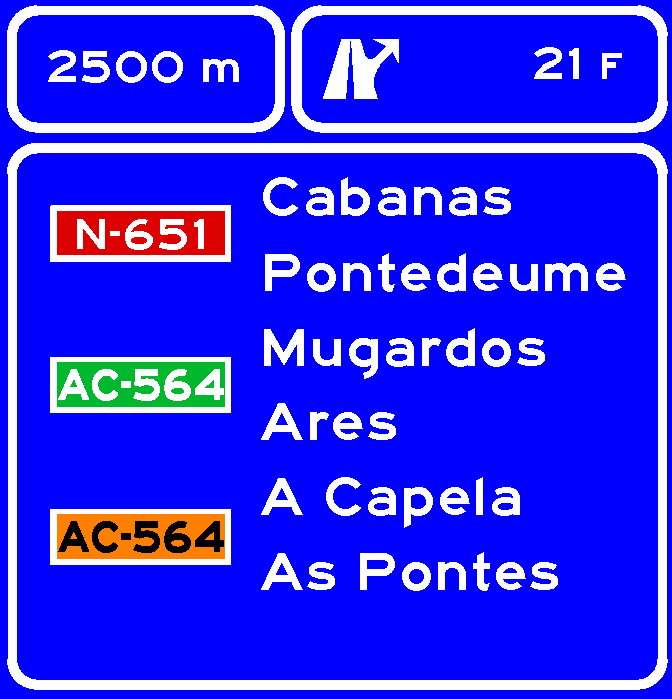 2500 m
21 F
Cabanas
N-651
Pontedeume
Mugardos
AC-564
Ares
A Capela
AC-564
As Pontes